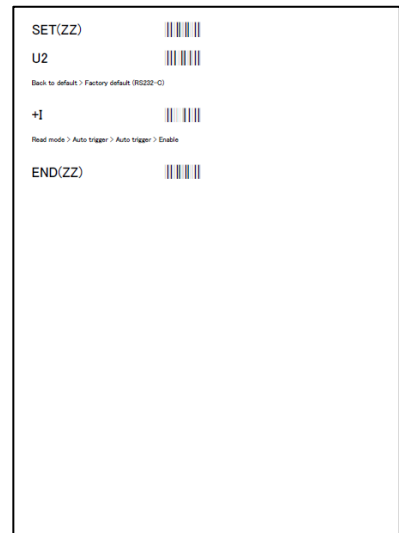 SET(ZZ)
U2
Back to default > Factory default (RS232-C)
+I
Read mode > Auto trigger > Auto trigger > Enable
END(ZZ)